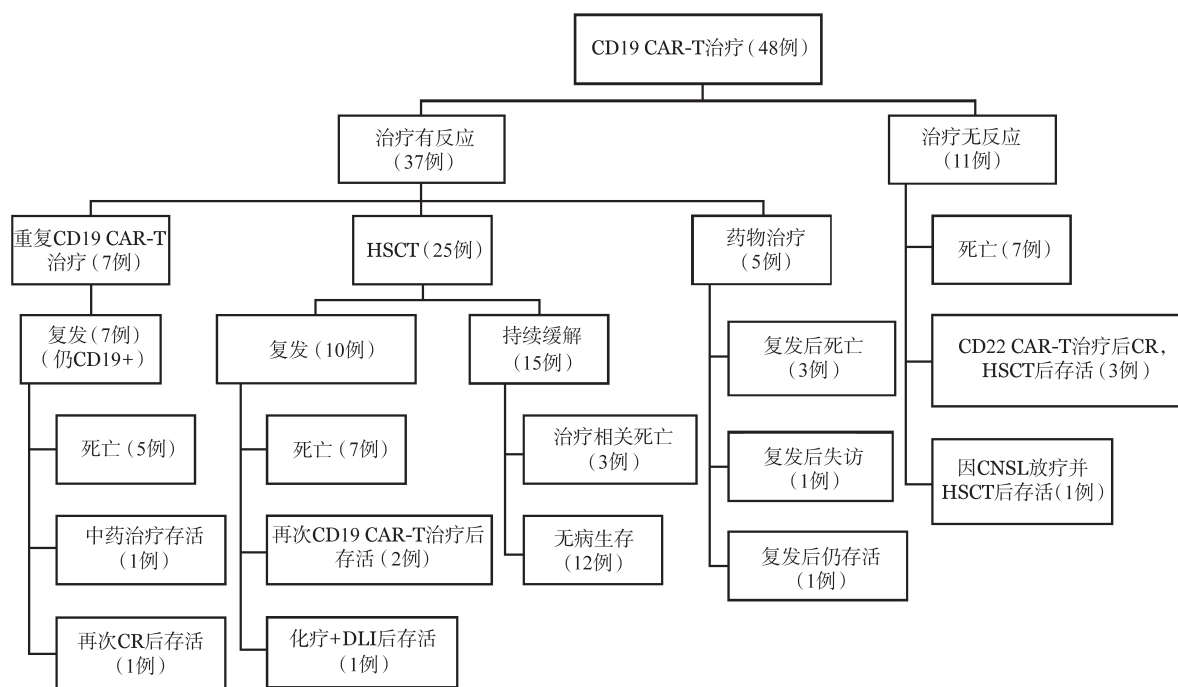 CD19 CAR-T治疗（48例）
治疗有反应
（37例）
治疗无反应
（11例）
重复CD19 CAR-T
治疗（7例）
HSCT（25例）
药物治疗
（5例）
死亡（7例）
复发（7例）
（仍CD19+）
复发（10例）
持续缓解
（15例）
复发后死亡
（3例）
CD22 CAR-T治疗后CR，
HSCT后存活（3例）
死亡（5例）
死亡（7例）
治疗相关死亡
（3例）
复发后失访
（1例）
因CNSL放疗并
HSCT后存活（1例）
中药治疗存活
（1例）
再次CD19 CAR-T治疗后
存活（2例）
无病生存
（12例）
复发后仍存活
（1例）
再次CR后存活
（1例）
化疗+DLI后存活
（1例）